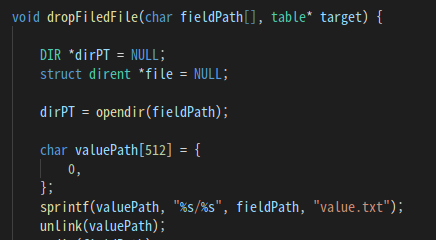 void dropFiledFile(char fieldPath[], table* target) {
DIR *dirPT = NULL;
struct dirent *file = NULL;
dirPT = opendir(fieldPath);
char valuePath[512] = {
0,
};
sprintf(valuePath, "%s/%s", fieldPath, "value.txt");
unlink(valuePath);